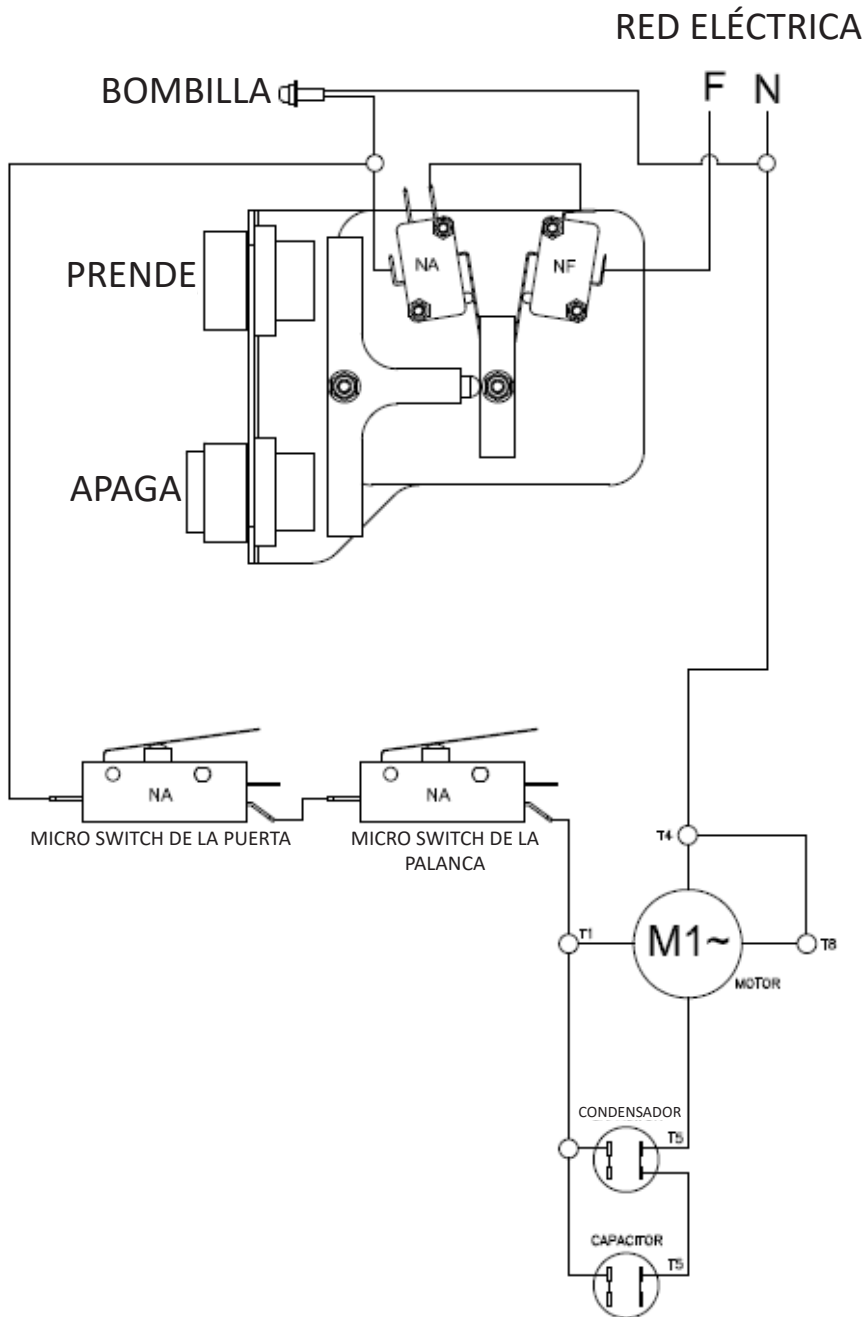 RED ELÉCTRICA
BOMBILLA
F N
PRENDE
NA
NF
APAGA
NA
NA
MICRO SWITCH DE LA PUERTA
MICRO SWITCH DE LA
PALANCA
T4
T1
M1~
T8
MOTOR
CONDENSADOR
T5
CAPACITOR
T5